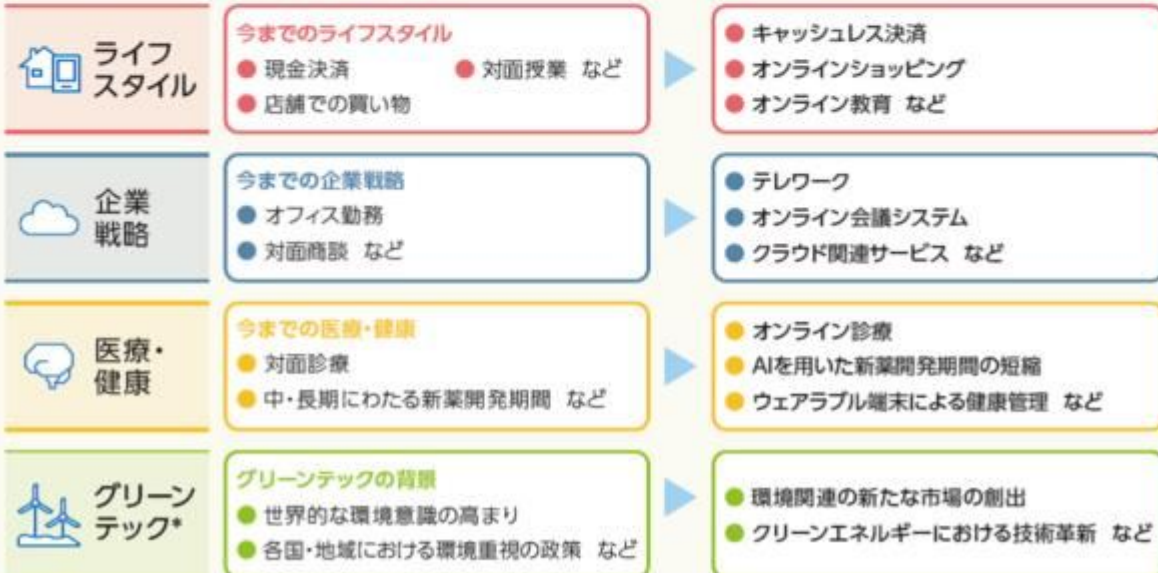 ライフ
スタイル
今までのライフスタイル
● 現金決済 ● 対面授業 など
● 店舗での買い物
● キャッシュレス決済
● オンラインショッピング
● オンライン教育 など
企業
戦略
今までの企業戦略
● オフィス勤務
● 対面商談 など
● テレワーク
● オンライン会議システム
● クラウド関連サービス など
医療・
健康
今までの医療・健康
● 対面診療
● 中・長期にわたる新薬開発期間 など
● オンライン診療
● AIを用いた新薬開発期間の短縮
● ウェアラブル端末による健康管理 など
グリーン
テック*
グリーンテックの背景
● 世界的な環境意識の高まり
● 各国・地域における環境重視の政策 など
● 環境関連の新たな市場の創出
● クリーンエネルギーにおける技術革新 など